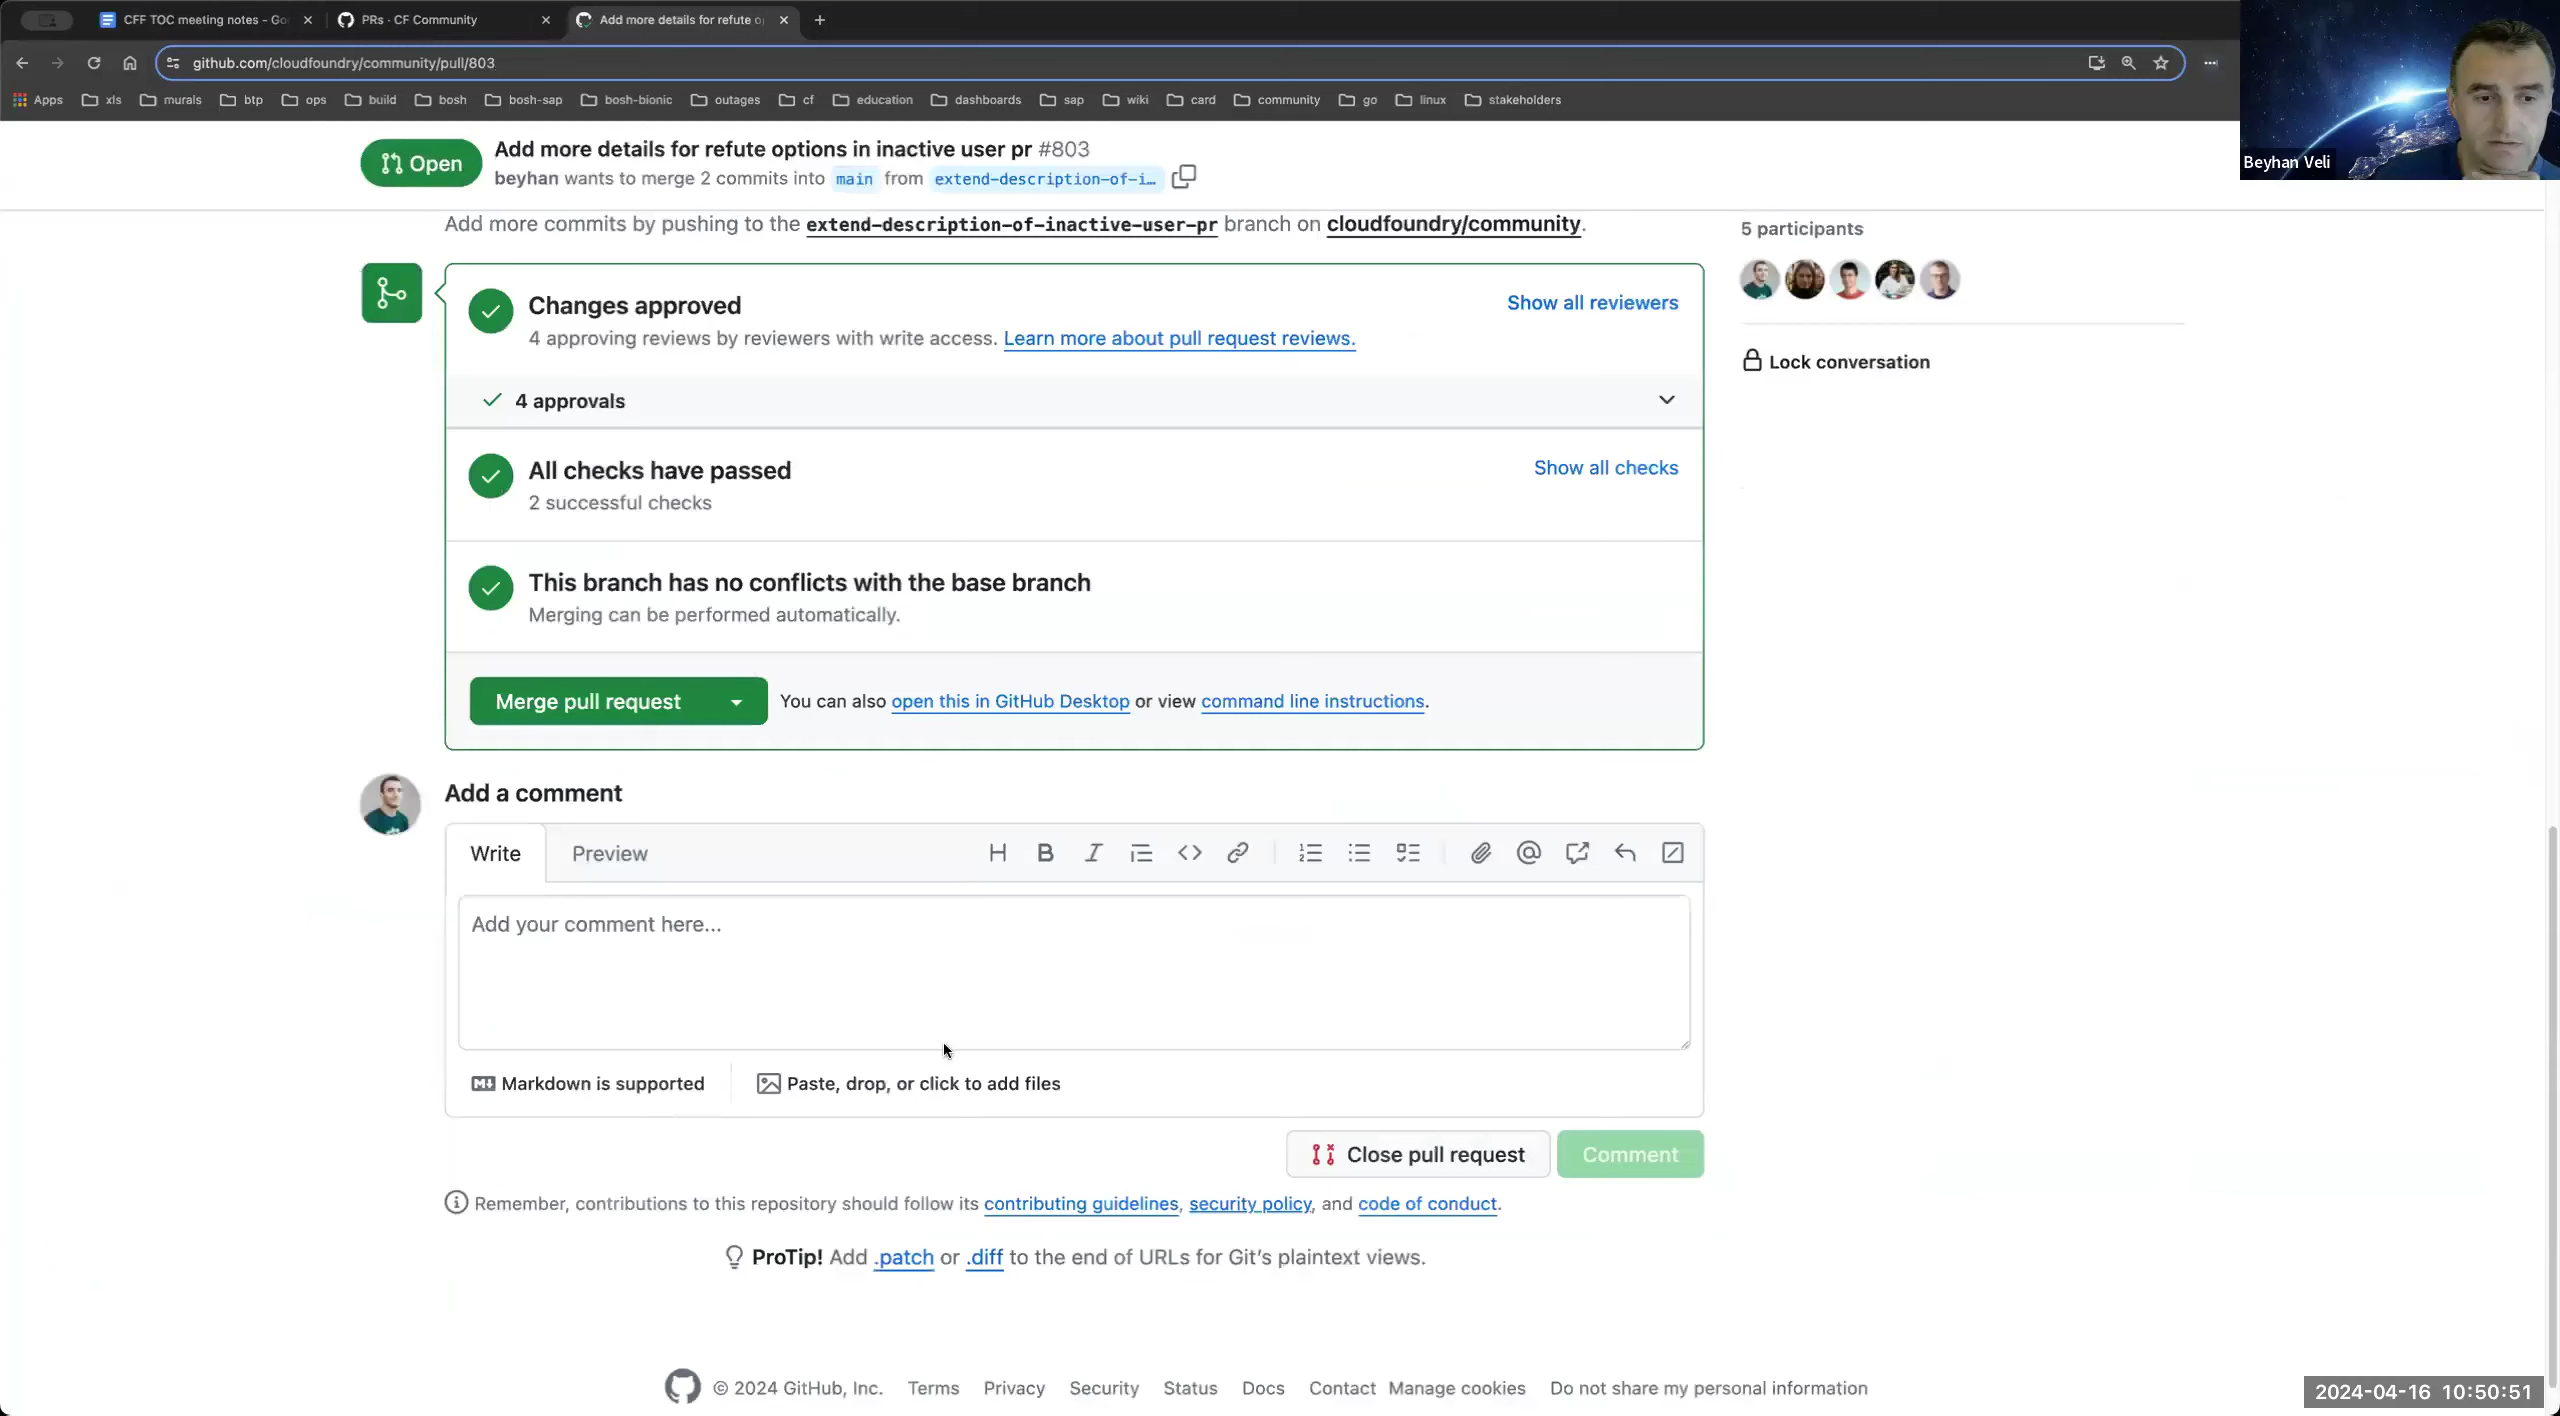 CFF TOC meeting notes - Go
PRs · CF Community
Add more details for refute o
github.com/cloudfoundry/community/pull/803
Apps xls murals btp ops build bosh bosh-sap bosh-bionic outages cf education dashboards sap wiki card community go linux stakeholders
Beyhan Veli
Open
Add more details for refute options in inactive user pr #803
beyhan wants to merge 2 commits into main from extend-description-of-i…
Add more commits by pushing to the extend-description-of-inactive-user-pr branch on cloudfoundry/community.
5 participants
Changes approved
Show all reviewers
4 approving reviews by reviewers with write access. Learn more about pull request reviews.
Lock conversation
4 approvals
All checks have passed
Show all checks
2 successful checks
This branch has no conflicts with the base branch
Merging can be performed automatically.
Merge pull request
You can also open this in GitHub Desktop or view command line instructions.
Add a comment
Write Preview
Add your comment here...
Markdown is supported
Paste, drop, or click to add files
Close pull request
Comment
Remember, contributions to this repository should follow its contributing guidelines, security policy, and code of conduct.
ProTip! Add .patch or .diff to the end of URLs for Git's plaintext views.
© 2024 GitHub, Inc. Terms Privacy Security Status Docs Contact Manage cookies Do not share my personal information
2024-04-16 10:50:51